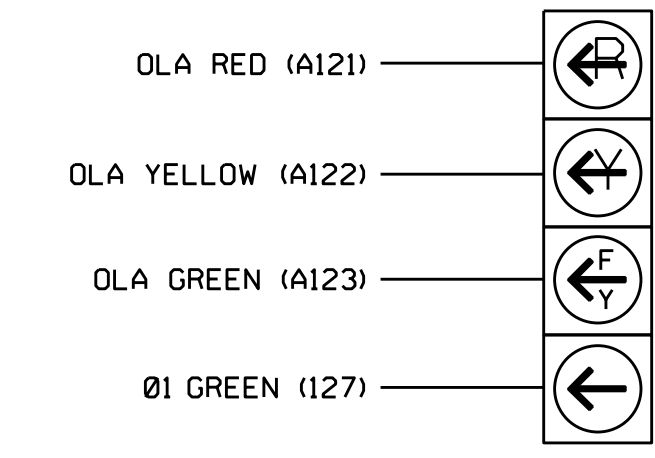 OLA RED (A121)
R
OLA YELLOW (A122)
Y
OLA GREEN (A123)
F
Y
Ø1 GREEN (127)